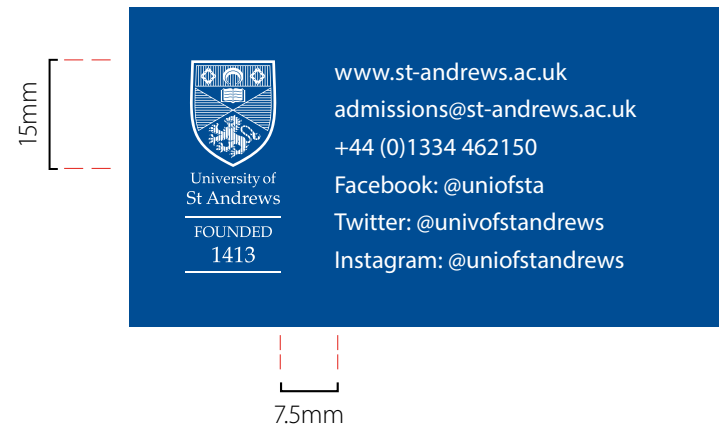 15mm
University of
St Andrews
FOUNDED
1413
www.st-andrews.ac.uk
admissions@st-andrews.ac.uk
+44 (0)1334 462150
Facebook: @uniofsta
Twitter: @univofstandrews
Instagram: @uniofstandrews
7.5mm